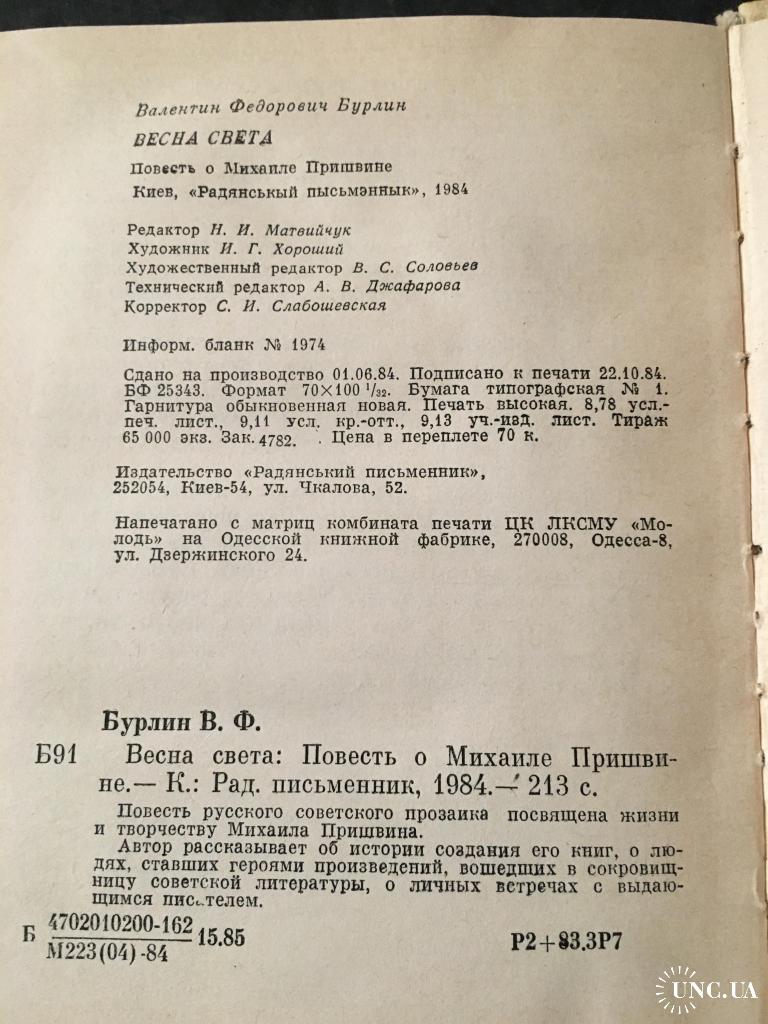 Валентин Федорович Бурлин
ВЕСНА СВЕТА
Повесть о Михаиле Пришвине
Киев, «Радянськый письмэннык», 1984
Редактор Н. И. Матвийчук
Художник И. Г. Хороший
Художественный редактор В. С. Соловьев
Технический редактор А. В. Джафарова
Корректор С. И. Слабошевская
Информ. бланк № 1974
Сдано на производство 01.06.84. Подписано к печати 22.10.84.
БФ 25343. Формат 70×100 1/32. Бумага типографская № 1.
Гарнитура обыкновенная новая. Печать высокая. 8,78 усл.-
печ. лист., 9,11 усл. кр.-отт., 9,13 уч.-изд. лист. Тираж
65 000 экз. Зак. 4782. . Цена в переплете 70 к.
Издательство «Радянський письменник»,
252054, Киев-54, ул. Чкалова, 52.
Напечатано с матриц комбината печати ЦК ЛКСМУ «Мо-
лодь» на Одесской книжной фабрике, 270008, Одесса-8,
ул. Дзержинского 24.
Бурлин В. Ф.
Б91 Весна света: Повесть о Михаиле Пришви-
не.— К.: Рад. письменник, 1984.— 213 с.
Повесть русского советского прозаика посвящена жизни
и творчеству Михаила Пришвина.
Автор рассказывает об истории создания его книг, о лю-
дях, ставших героями произведений, вошедших в сокровищ-
ницу советской литературы, о личных встречах с выдаю-
щимся писателем.
Б 4702010200-162 15.85
М223(04)-84
Р2+83.3Р7
UNC.UA